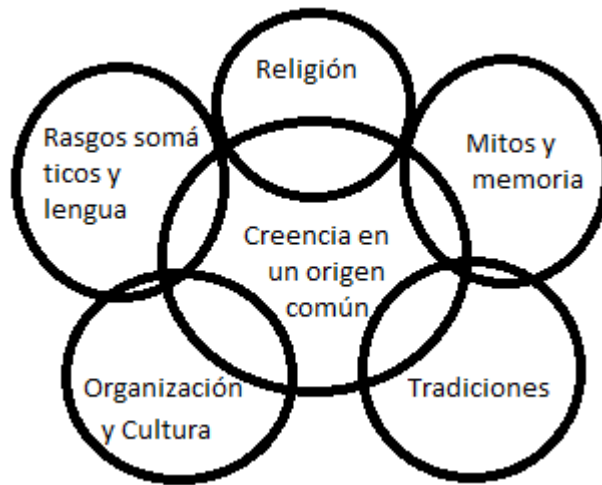 Religión
Rasgos somá
ticos y
lengua
Mitos y
memoria
Creencia en
un origen
común
Organización
y Cultura
Tradiciones